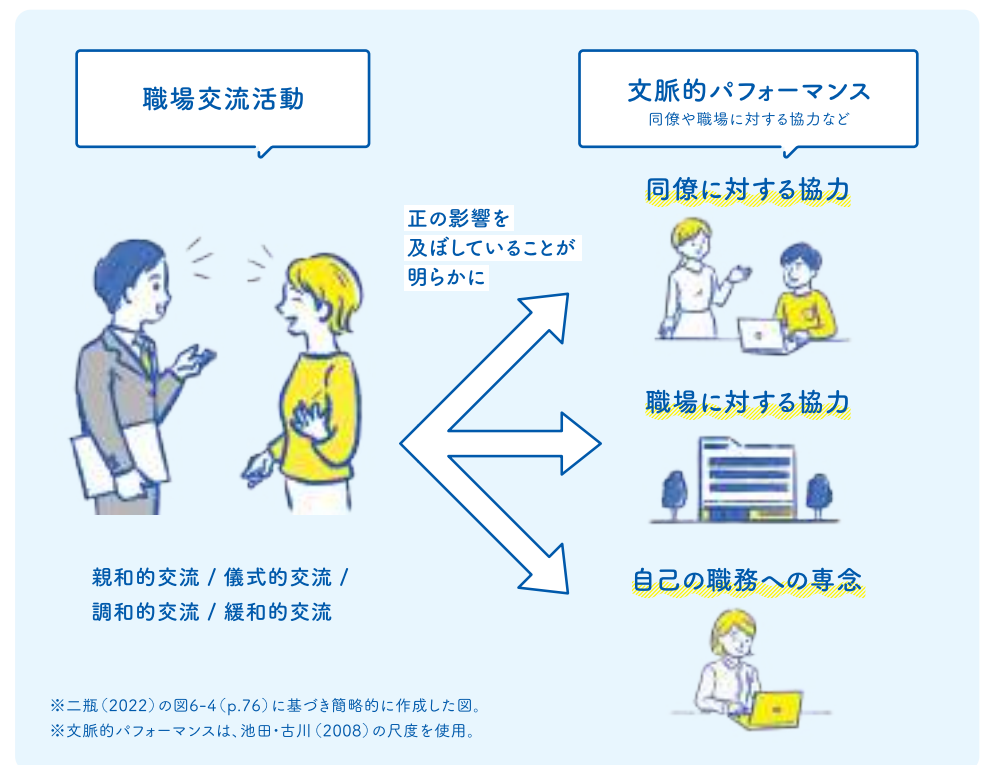 職場交流活動
文脈的パフォーマンス
同僚や職場に対する協力など
正の影響を
及ぼしていることが
明らかに
同僚に対する協力
職場に対する協力
自己の職務への専念
親和的交流 / 儀式的交流 /
調和的交流 / 緩和的交流
※二瓶（2022）の図6-4（p.76）に基づき簡略的に作成した図。
※文脈的パフォーマンスは、池田・古川（2008）の尺度を使用。